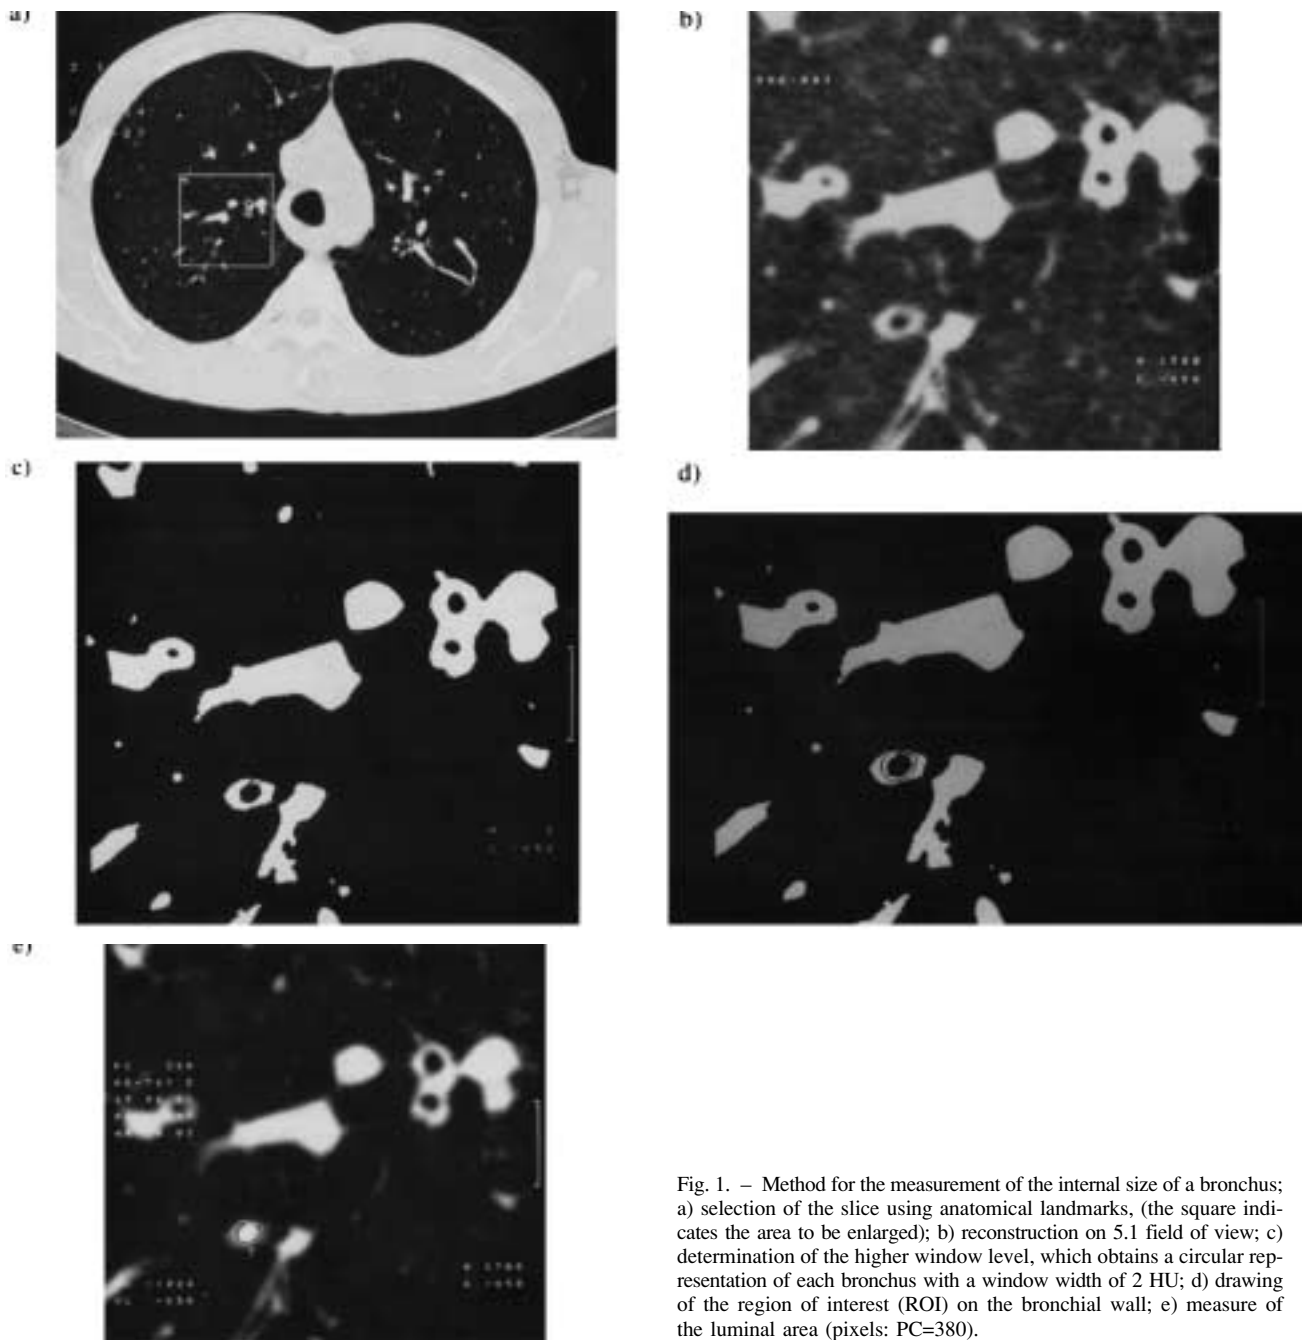 a)
b)
c)
d)
e)
Fig. 1. – Method for the measurement of the internal size of a bronchus;
a) selection of the slice using anatomical landmarks, (the square indi-
cates the area to be enlarged); b) reconstruction on 5.1 field of view; c)
determination of the higher window level, which obtains a circular rep-
resentation of each bronchus with a window width of 2 HU; d) drawing
of the region of interest (ROI) on the bronchial wall; e) measure of
the luminal area (pixels: PC=380).